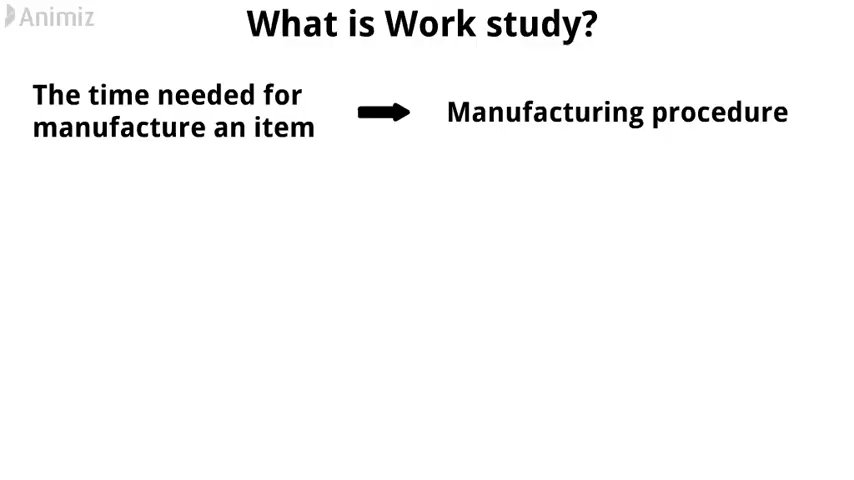 Animiz
What is Work study?
The time needed for
manufacture an item
Manufacturing procedure